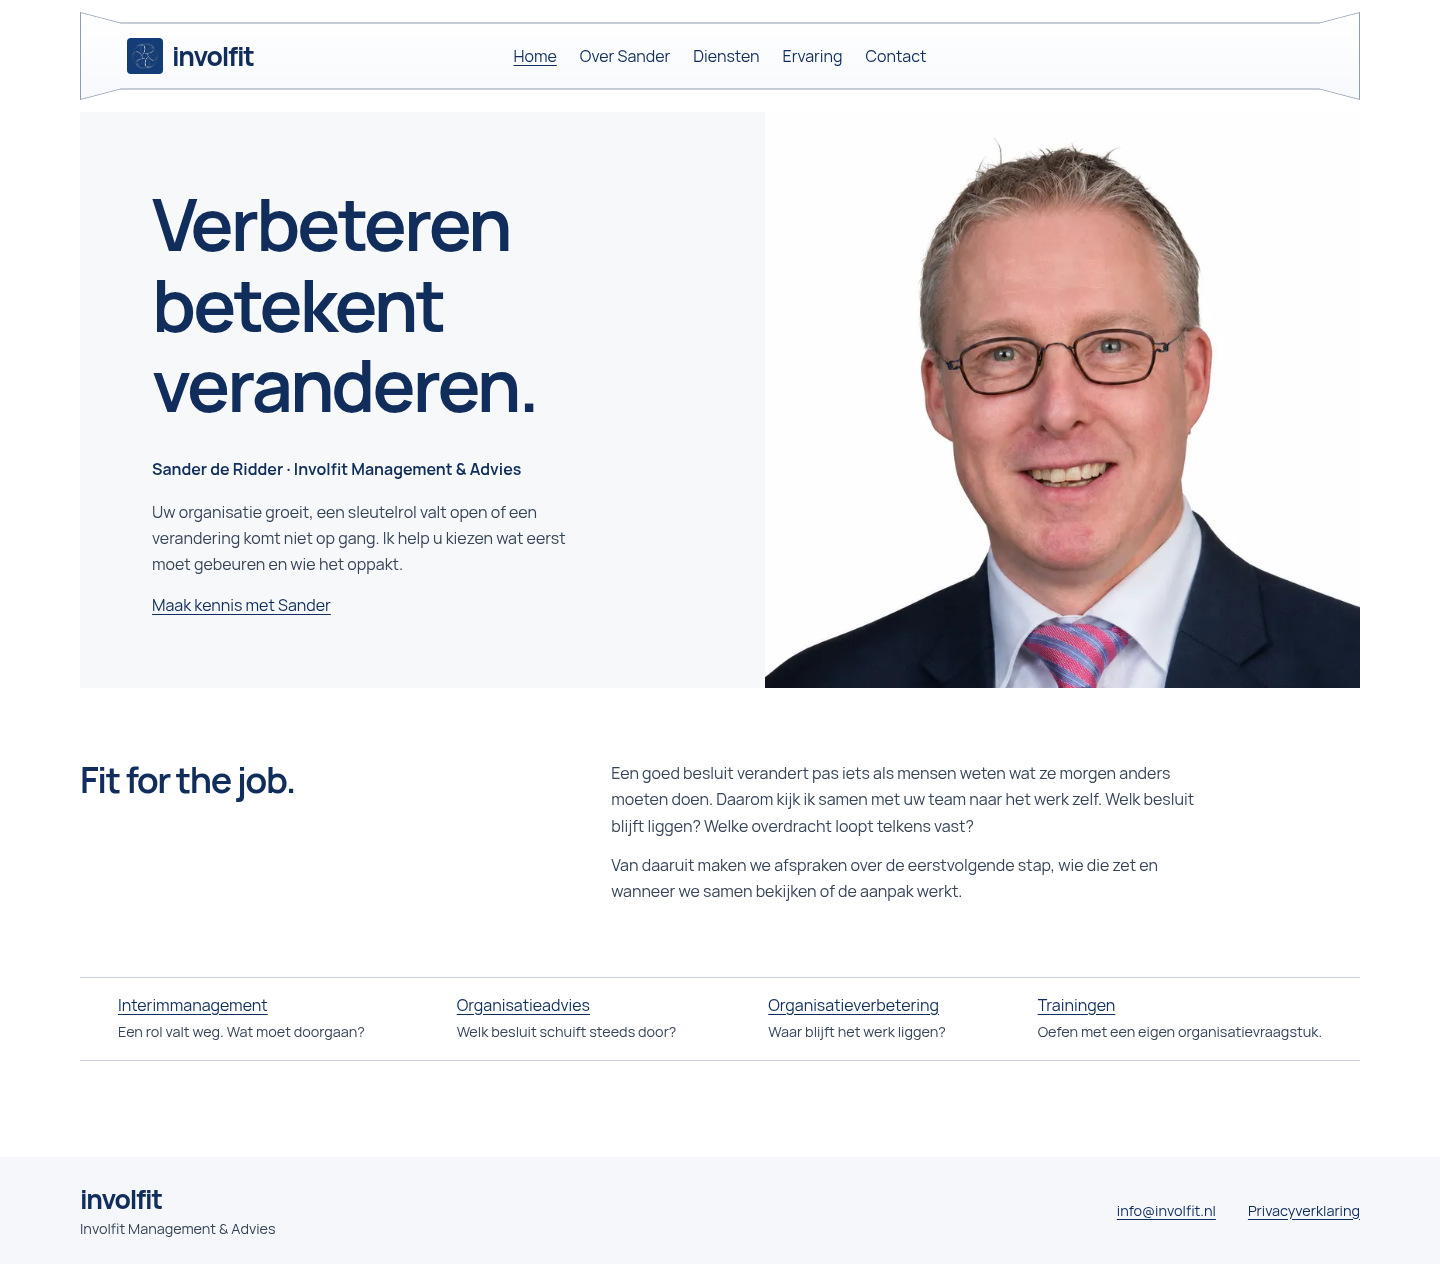 involfit
Home Over Sander Diensten Ervaring Contact
Verbeteren
betekent
veranderen.
Sander de Ridder · Involfit Management & Advies
Uw organisatie groeit, een sleutelrol valt open of een
verandering komt niet op gang. Ik help u kiezen wat eerst
moet gebeuren en wie het oppakt.
Maak kennis met Sander
Fit for the job.
Een goed besluit verandert pas iets als mensen weten wat ze morgen anders
moeten doen. Daarom kijk ik samen met uw team naar het werk zelf. Welk besluit
blijft liggen? Welke overdracht loopt telkens vast?
Van daaruit maken we afspraken over de eerstvolgende stap, wie die zet en
wanneer we samen bekijken of de aanpak werkt.
Interimmanagement
Een rol valt weg. Wat moet doorgaan?
Organisatieadvies
Welk besluit schuift steeds door?
Organisatieverbetering
Waar blijft het werk liggen?
Trainingen
Oefen met een eigen organisatievraagstuk.
involfit
Involfit Management & Advies
info@involfit.nl Privacyverklaring